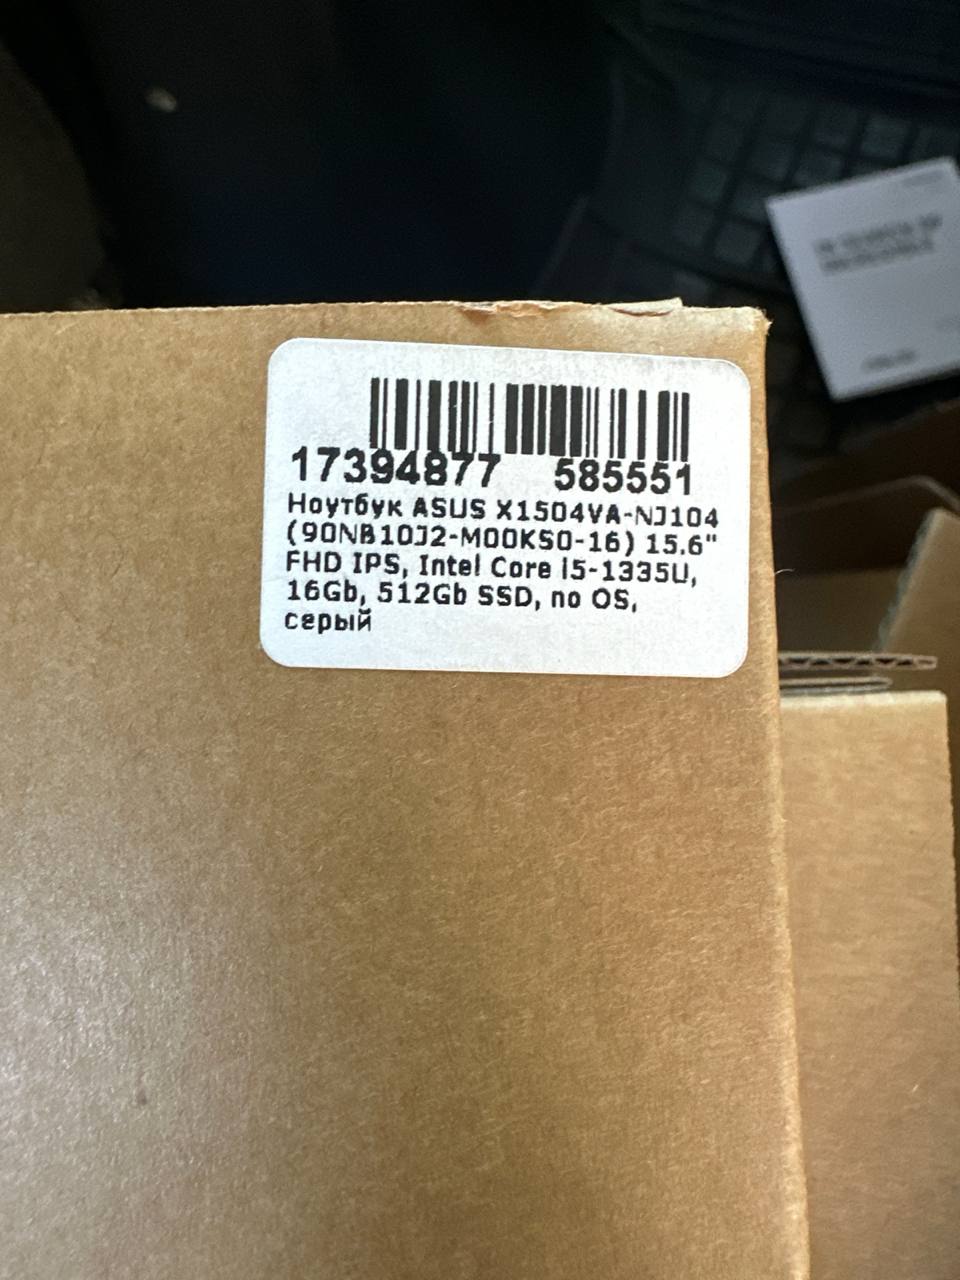 17394877 585551
Ноутбук ASUS X1504VA-NJ104
(90NB10J2-M00KS0-16) 15.6"
FHD IPS, Intel Core i5-1335U,
16Gb, 512Gb SSD, no OS,
серый